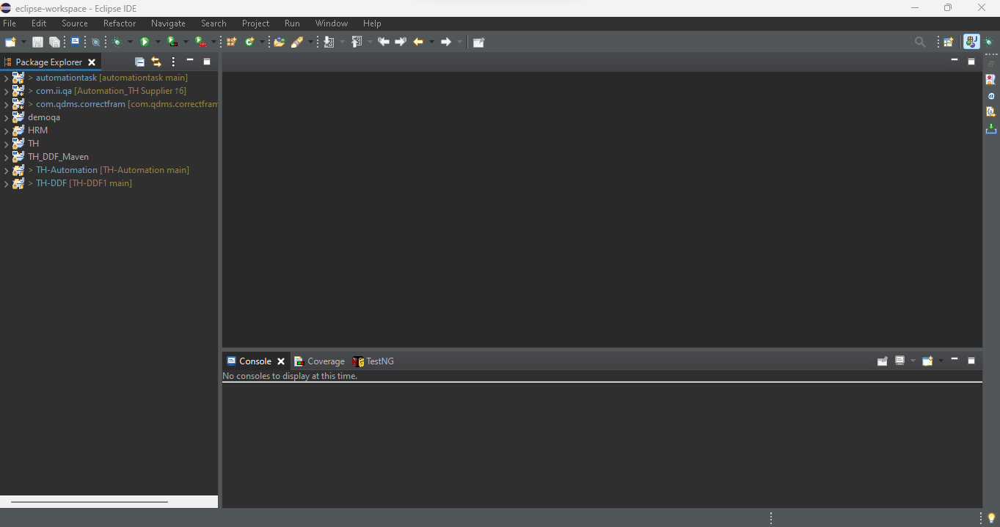 eclipse-workspace - Eclipse IDE
File Edit Source Refactor Navigate Search Project Run Window Help
Package Explorer
> automationtask [automationtask main]
> com.ii.qa [Automation_TH Supplier ↑6]
> com.qdms.correctfram [com.qdms.correctfram
demoqa
HRM
TH
TH_DDF_Maven
> TH-Automation [TH-Automation main]
> TH-DDF [TH-DDF1 main]
Console Coverage TestNG
No consoles to display at this time.